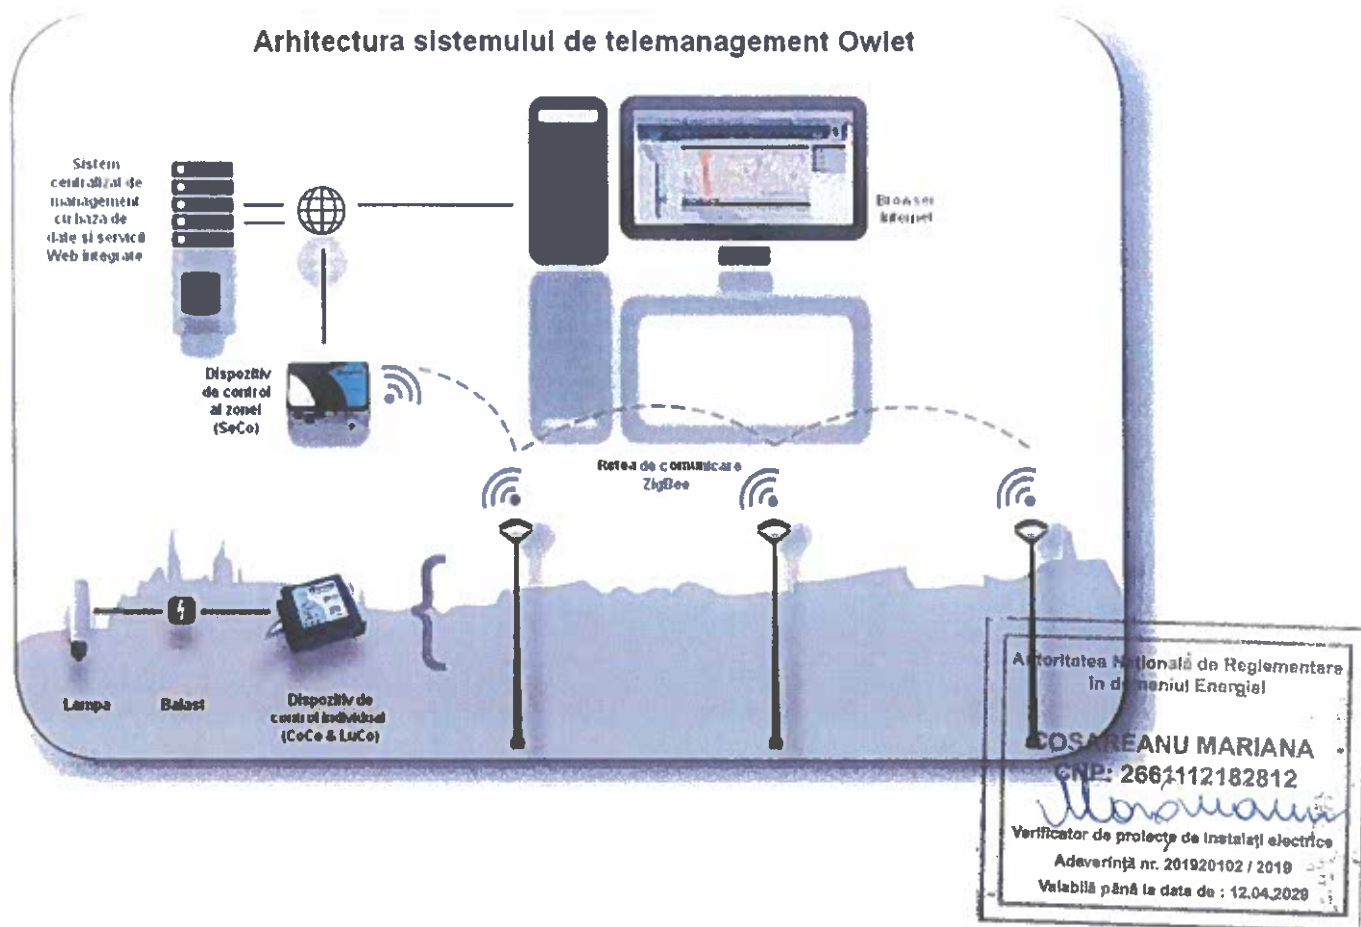 Arhitectura sistemului de telemanagement Owlet
Sistem
centralizat de
management
cu baza de
date si servicii
Web integrate
Browser
Internet
Dispozitiv
de control
al zonei
(SeCo)
Retea de comunicare
ZigBee
Lampa
Balast
Dispozitiv de
control individual
(CoCo & LuCo)
Autoritatea Națională de Reglementare
în domeniul Energiei
COSAREANU MARIANA
CNP: 2661112182812
Verificator de proiecte de instalații electrice
Adeverință nr. 201920102 / 2019
Valabilă până la data de : 12.04.2029